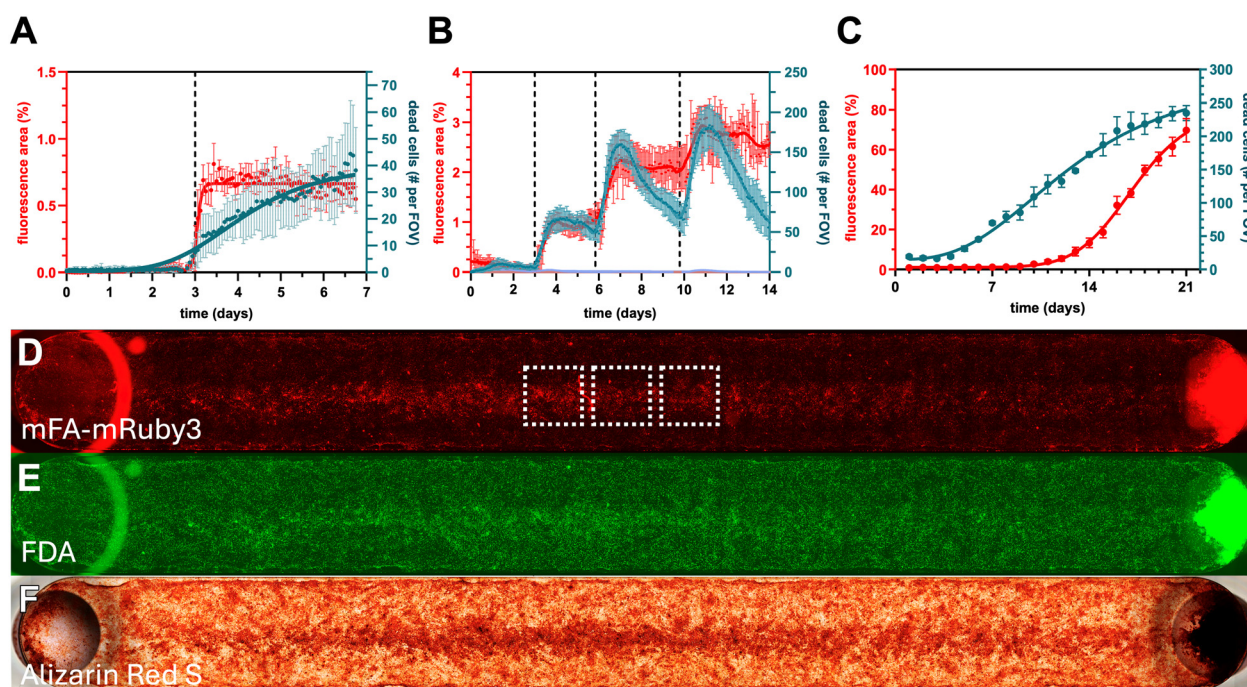 A
B
C
1.5
1.0
0.5
0.0
fluorescence area (%)
70
60
50
40
30
20
10
0
dead cells (# per FOV)
0 1 2 3 4 5 6 7
time (days)
4
3
2
1
0
fluorescence area (%)
250
200
150
100
50
0
dead cells (# per FOV)
0 2 4 6 8 10 12 14
time (days)
100
80
60
40
20
0
fluorescence area (%)
300
250
200
150
100
50
0
dead cells (# per FOV)
7 14 21
time (days)
D
mFA-mRuby3
E
FDA
F
Alizarin Red S